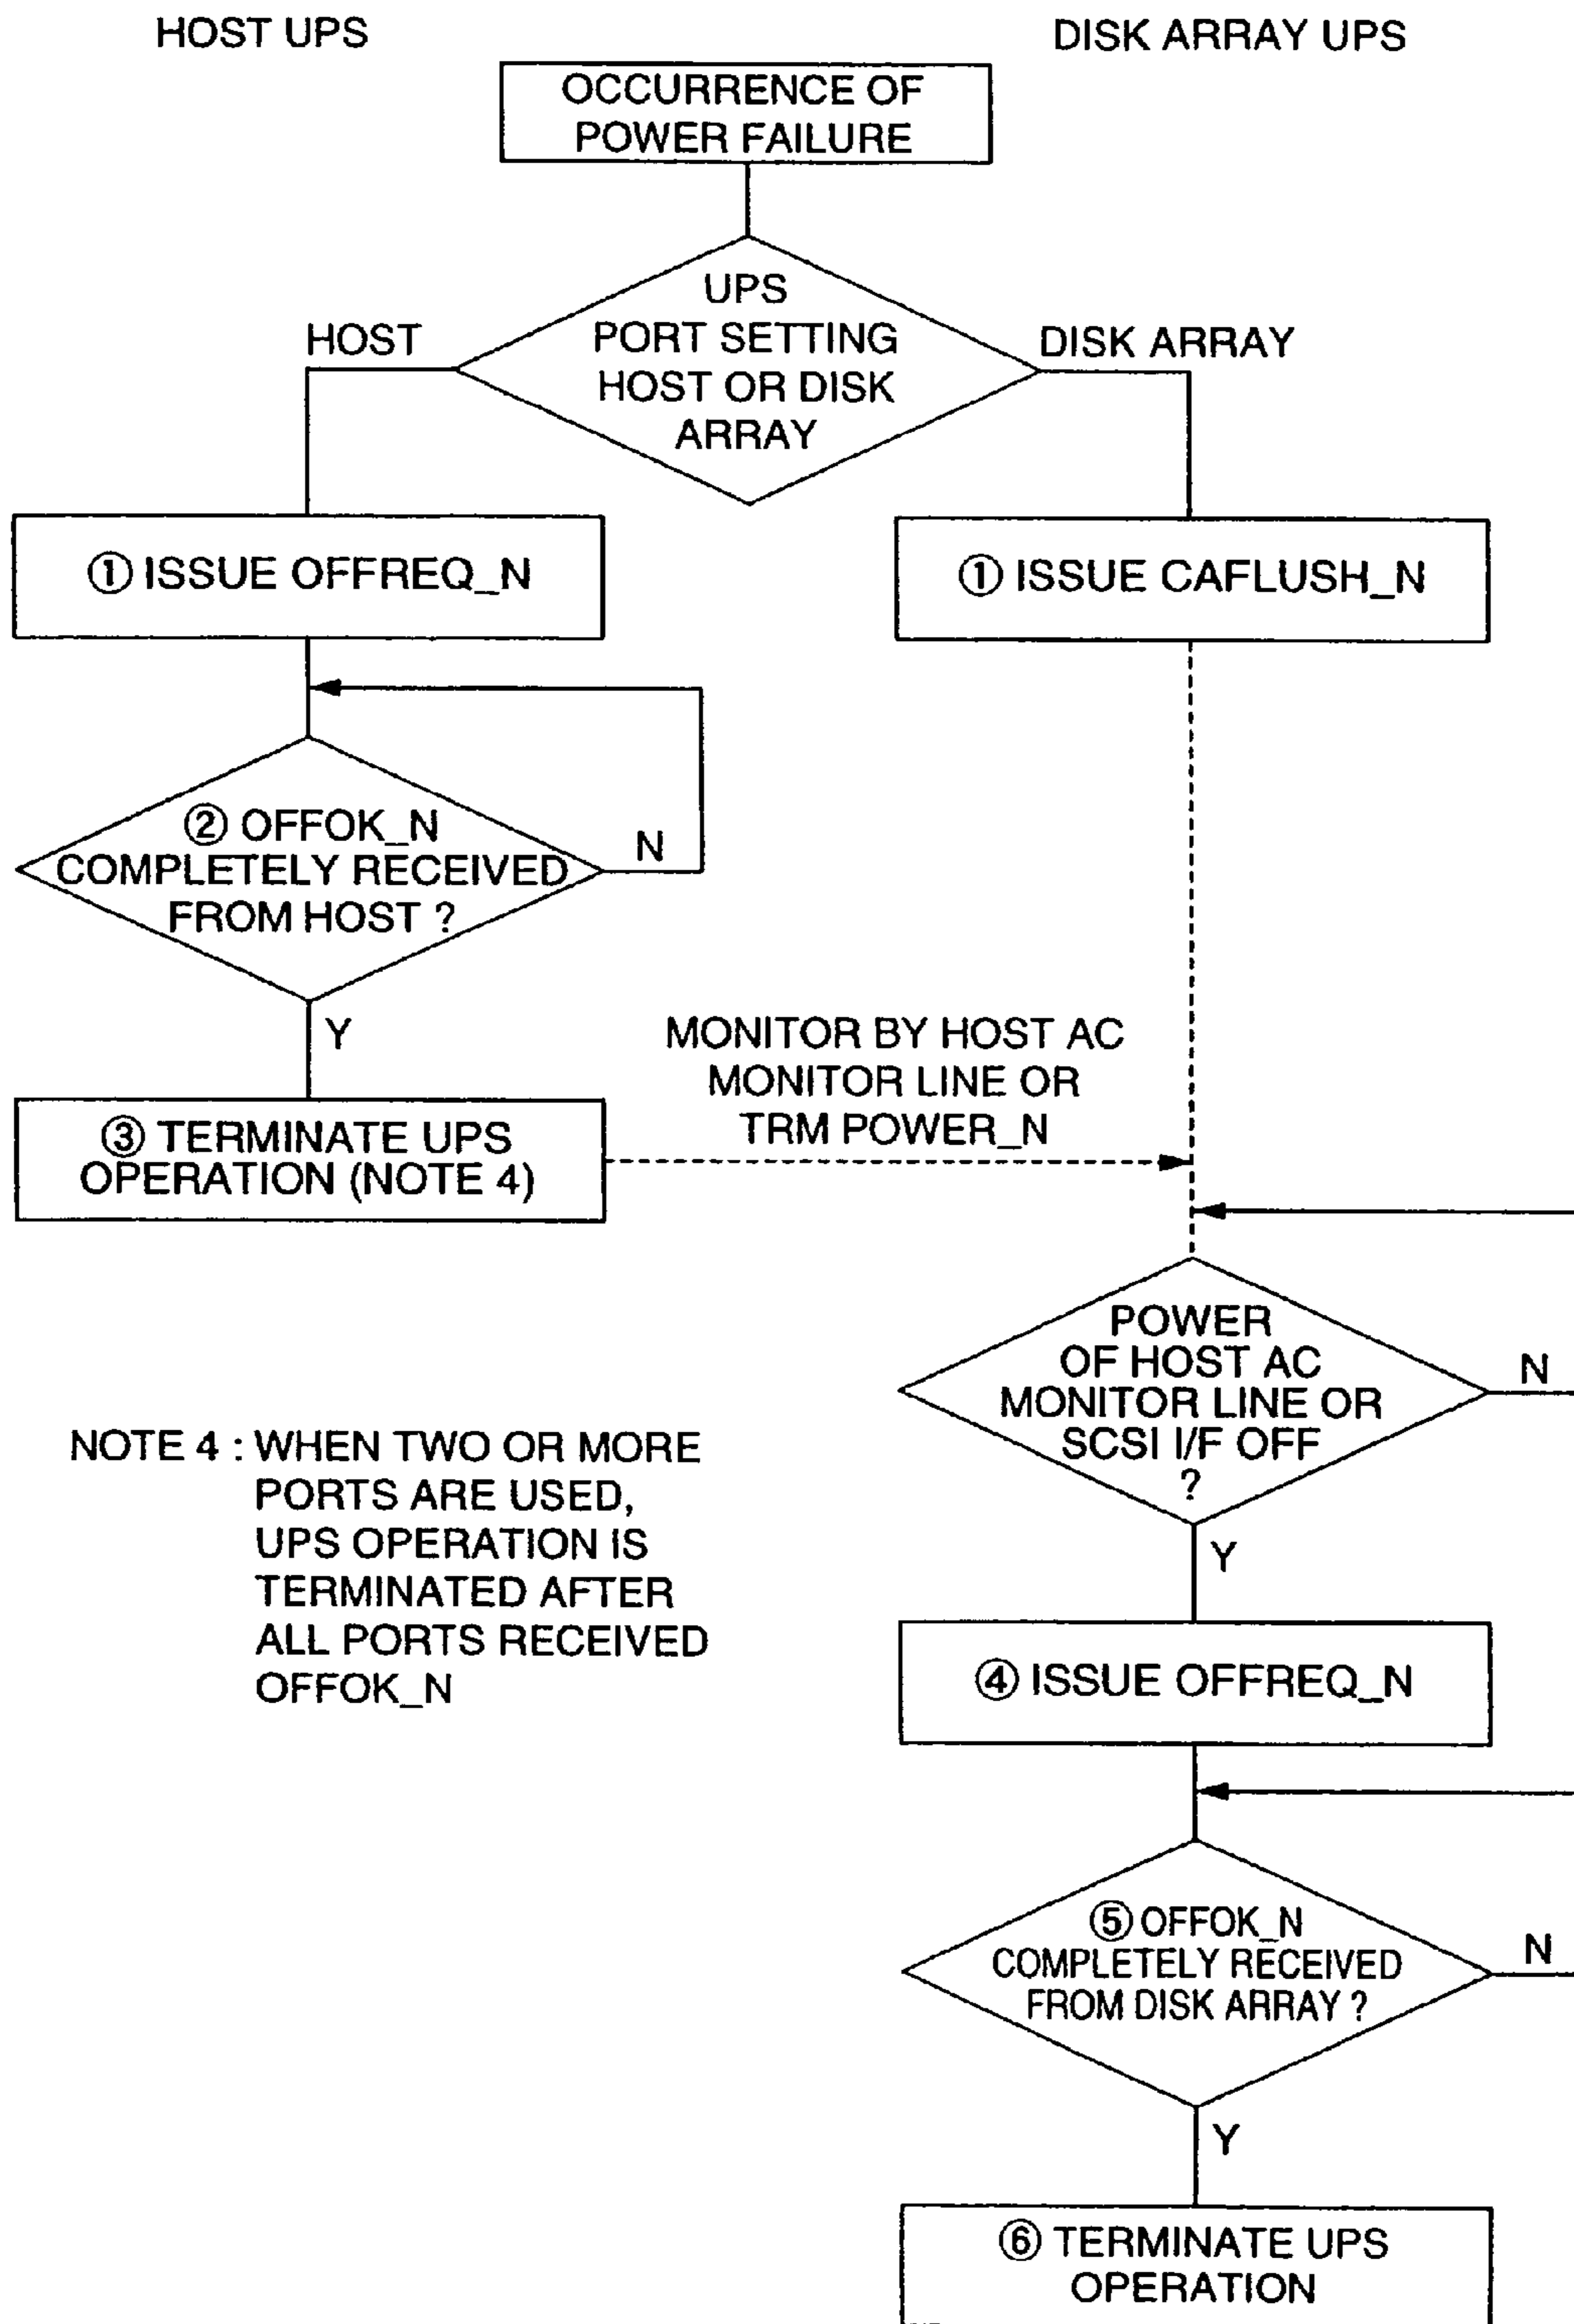 HOST UPS
DISK ARRAY UPS
OCCURRENCE OF
POWER FAILURE
UPS
PORT SETTING
HOST OR DISK
ARRAY
HOST
DISK ARRAY
① ISSUE OFFREQ_N
① ISSUE CAFLUSH_N
② OFFOK_N
COMPLETELY RECEIVED
FROM HOST ?
N
Y
③ TERMINATE UPS
OPERATION (NOTE 4)
MONITOR BY HOST AC
MONITOR LINE OR
TRM POWER_N
POWER
OF HOST AC
MONITOR LINE OR
SCSI I/F OFF
?
N
Y
NOTE 4 : WHEN TWO OR MORE
PORTS ARE USED,
UPS OPERATION IS
TERMINATED AFTER
ALL PORTS RECEIVED
OFFOK_N
④ ISSUE OFFREQ_N
⑤ OFFOK_N
COMPLETELY RECEIVED
FROM DISK ARRAY ?
N
Y
⑥ TERMINATE UPS
OPERATION